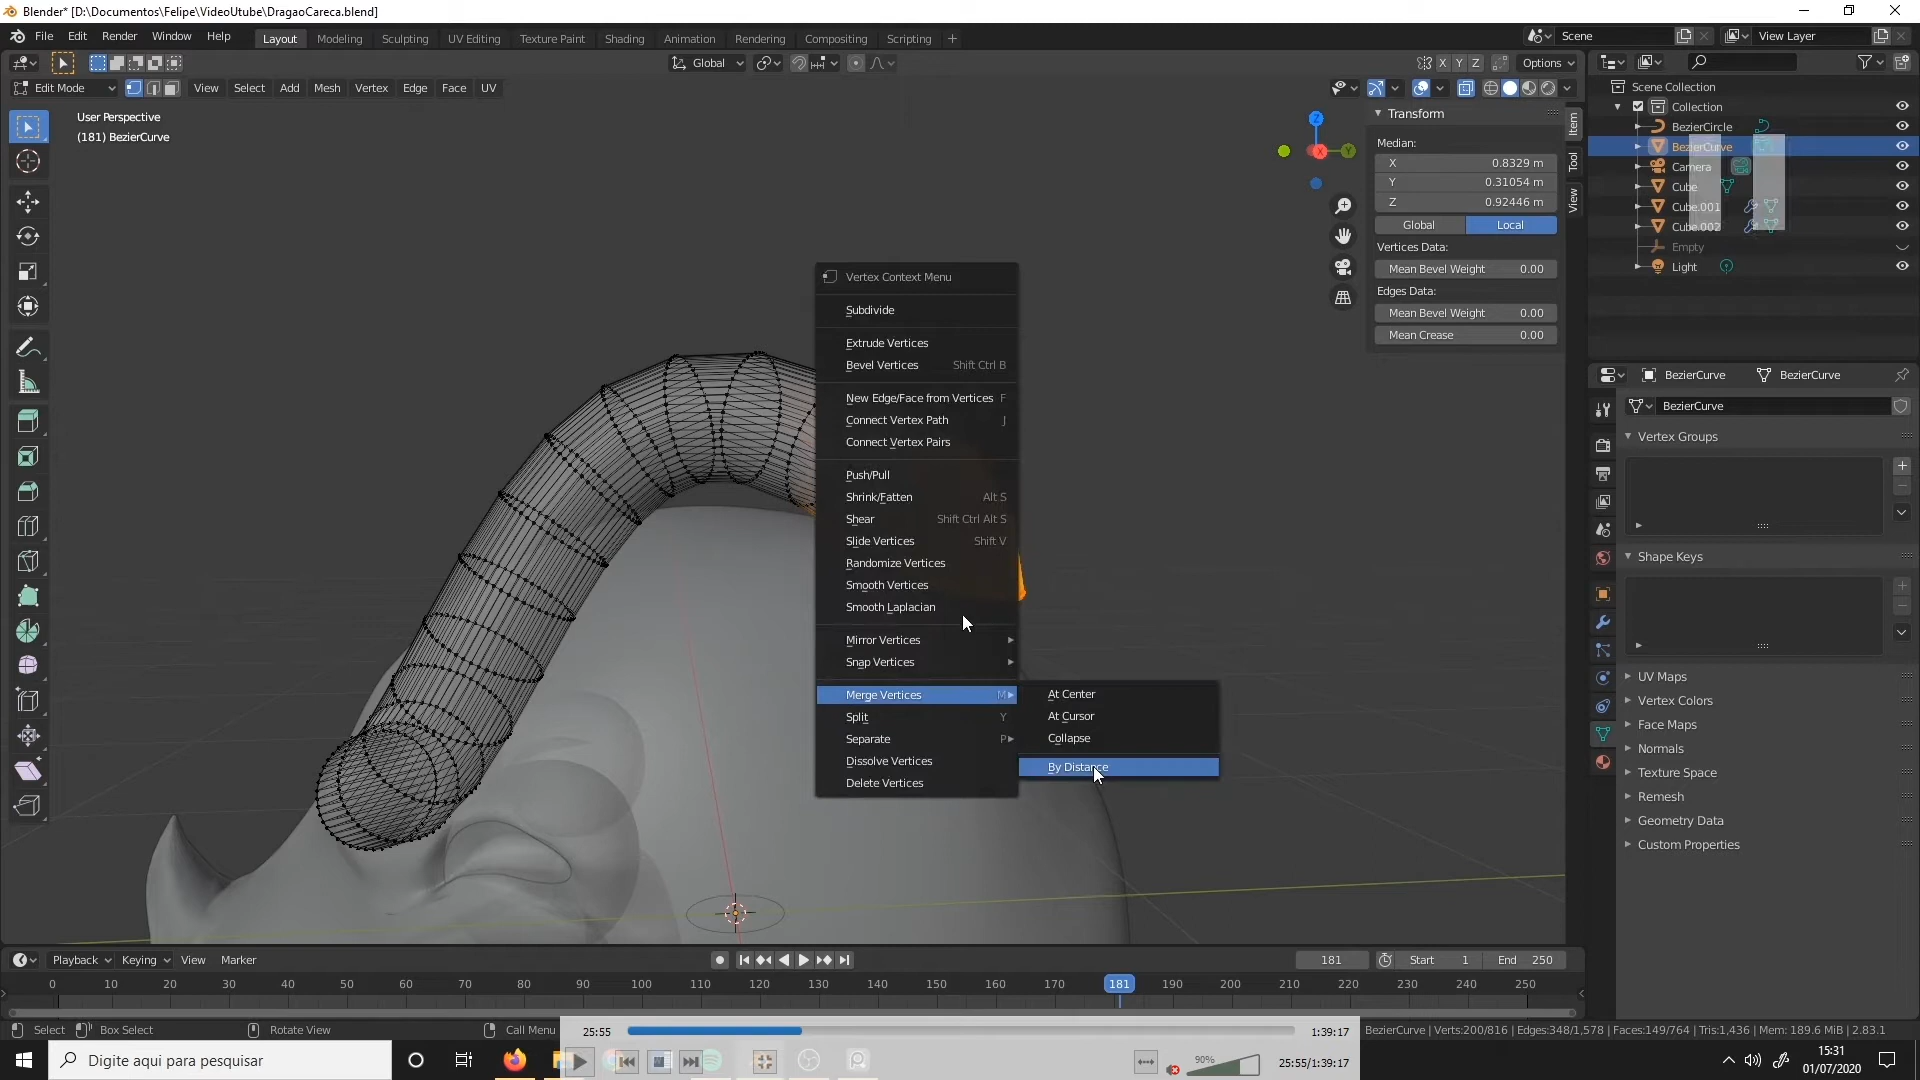 Blender* [D:\Documentos\Felipe\VideoUtube\DragaoCareca.blend]
File Edit Render Window Help
Layout Modeling Sculpting UV Editing Texture Paint Shading Animation Rendering Compositing Scripting +
Scene
View Layer
Global
X Y Z
Options
Edit Mode
View Select Add Mesh Vertex Edge Face UV
User Perspective
(181) BezierCurve
Z
X
Y
Transform
Median:
X 0.8329 m
Y 0.31054 m
Z 0.92446 m
Global Local
Vertices Data:
Mean Bevel Weight 0.00
Edges Data:
Mean Bevel Weight 0.00
Mean Crease 0.00
Item
Tool
View
Scene Collection
Collection
BezierCircle
BezierCurve
Camera
Cube
Cube.001
Cube.002
Empty
Light
BezierCurve BezierCurve
BezierCurve
Vertex Groups
Shape Keys
UV Maps
Vertex Colors
Face Maps
Normals
Texture Space
Remesh
Geometry Data
Custom Properties
Vertex Context Menu
Subdivide
Extrude Vertices
Bevel Vertices Shift Ctrl B
New Edge/Face from Vertices F
Connect Vertex Path J
Connect Vertex Pairs
Push/Pull
Shrink/Fatten Alt S
Shear Shift Ctrl Alt S
Slide Vertices Shift V
Randomize Vertices
Smooth Vertices
Smooth Laplacian
Mirror Vertices
Snap Vertices
Merge Vertices M
Split Y
Separate P
Dissolve Vertices
Delete Vertices
At Center
At Cursor
Collapse
By Distance
Playback Keying View Marker
181
Start 1
End 250
0 10 20 30 40 50 60 70 80 90 100 110 120 130 140 150 160 170 181 190 200 210 220 230 240 250
Select Box Select Rotate View Call Menu
25:55 1:39:17
BezierCurve | Verts:200/816 | Edges:348/1,578 | Faces:149/764 | Tris:1,436 | Mem: 189.6 MiB | 2.83.1
Digite aqui para pesquisar
90%
25:55/1:39:17
15:31
01/07/2020